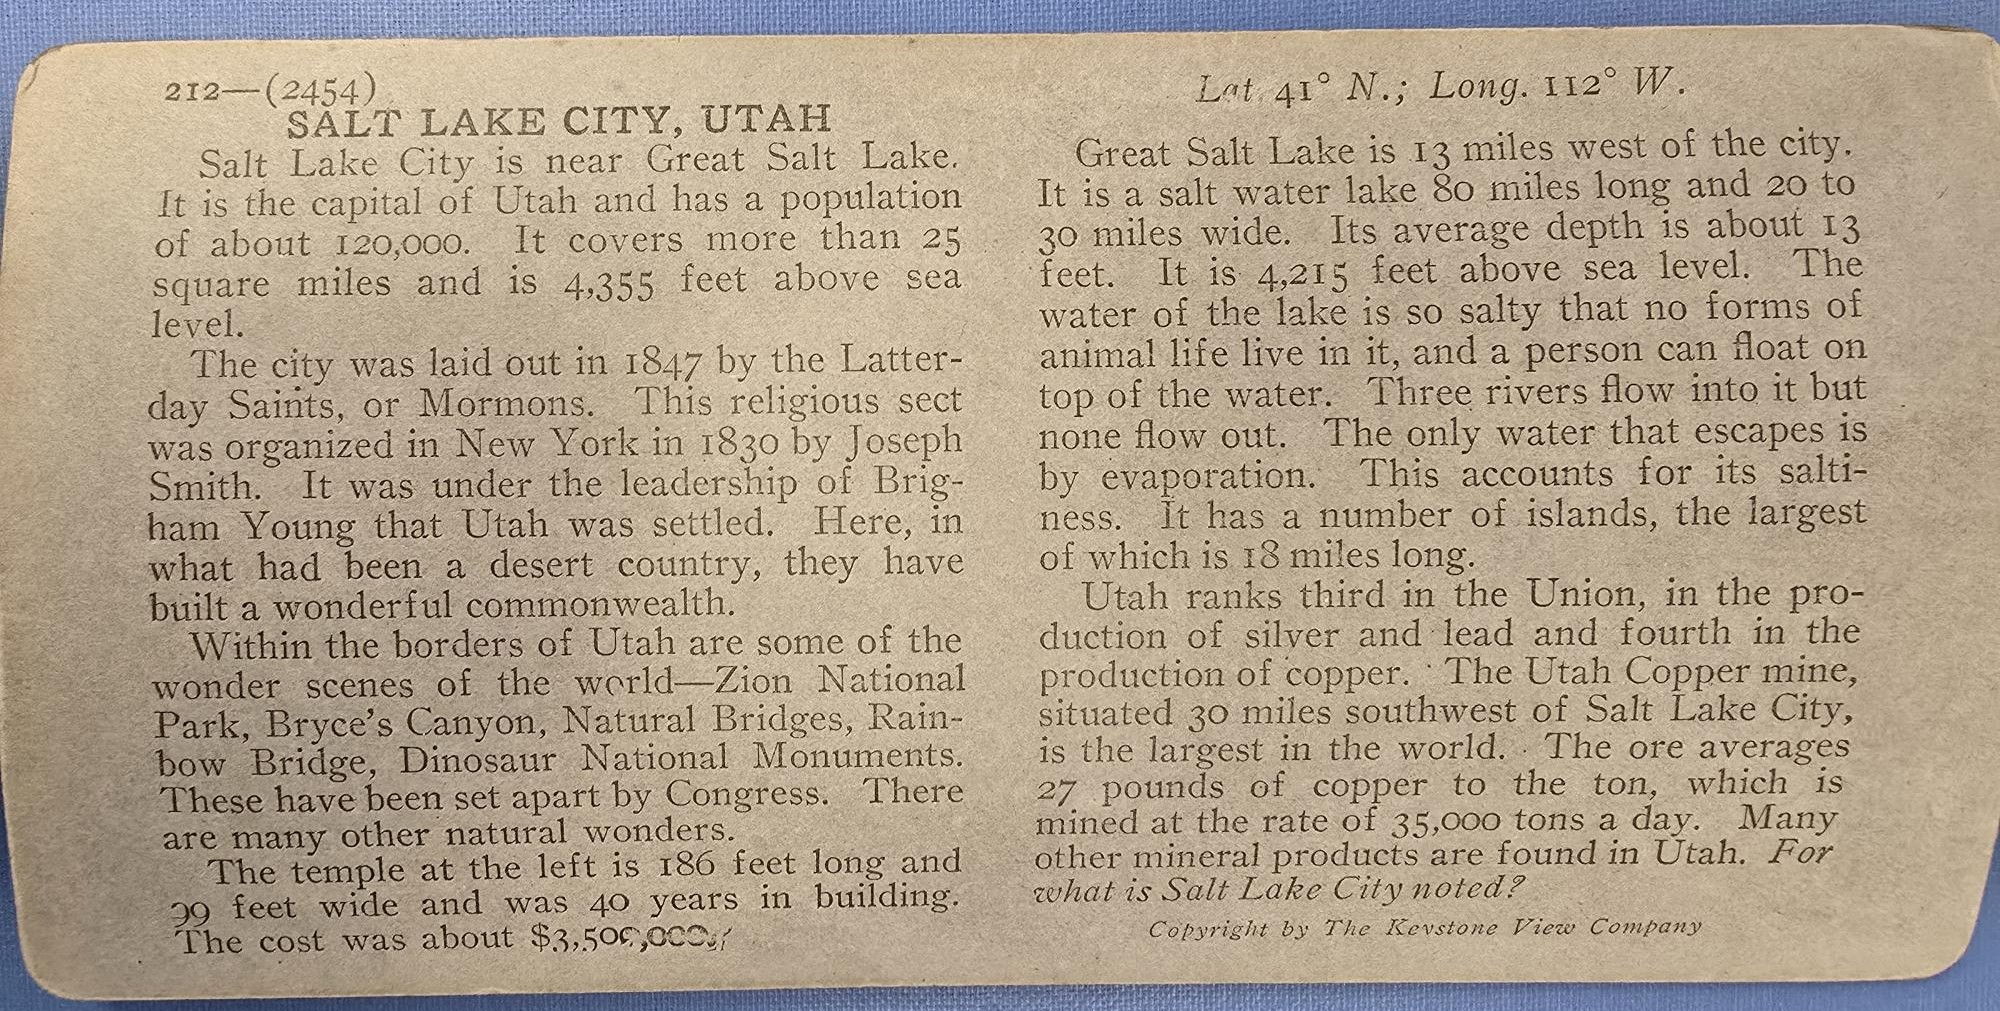 212—(2454)
SALT LAKE CITY, UTAH
Salt Lake City is near Great Salt Lake.
It is the capital of Utah and has a population
of about 120,000. It covers more than 25
square miles and is 4,355 feet above sea
level.
The city was laid out in 1847 by the Latter-
day Saints, or Mormons. This religious sect
was organized in New York in 1830 by Joseph
Smith. It was under the leadership of Brig-
ham Young that Utah was settled. Here, in
what had been a desert country, they have
built a wonderful commonwealth.
Within the borders of Utah are some of the
wonder scenes of the world—Zion National
Park, Bryce's Canyon, Natural Bridges, Rain-
bow Bridge, Dinosaur National Monuments.
These have been set apart by Congress. There
are many other natural wonders.
The temple at the left is 186 feet long and
99 feet wide and was 40 years in building.
The cost was about $3,500,000.
Lat. 41° N.; Long. 112° W.
Great Salt Lake is 13 miles west of the city.
It is a salt water lake 80 miles long and 20 to
30 miles wide. Its average depth is about 13
feet. It is 4,215 feet above sea level. The
water of the lake is so salty that no forms of
animal life live in it, and a person can float on
top of the water. Three rivers flow into it but
none flow out. The only water that escapes is
by evaporation. This accounts for its salti-
ness. It has a number of islands, the largest
of which is 18 miles long.
Utah ranks third in the Union, in the pro-
duction of silver and lead and fourth in the
production of copper. The Utah Copper mine,
situated 30 miles southwest of Salt Lake City,
is the largest in the world. The ore averages
27 pounds of copper to the ton, which is
mined at the rate of 35,000 tons a day. Many
other mineral products are found in Utah. For
what is Salt Lake City noted?
Copyright by The Keystone View Company